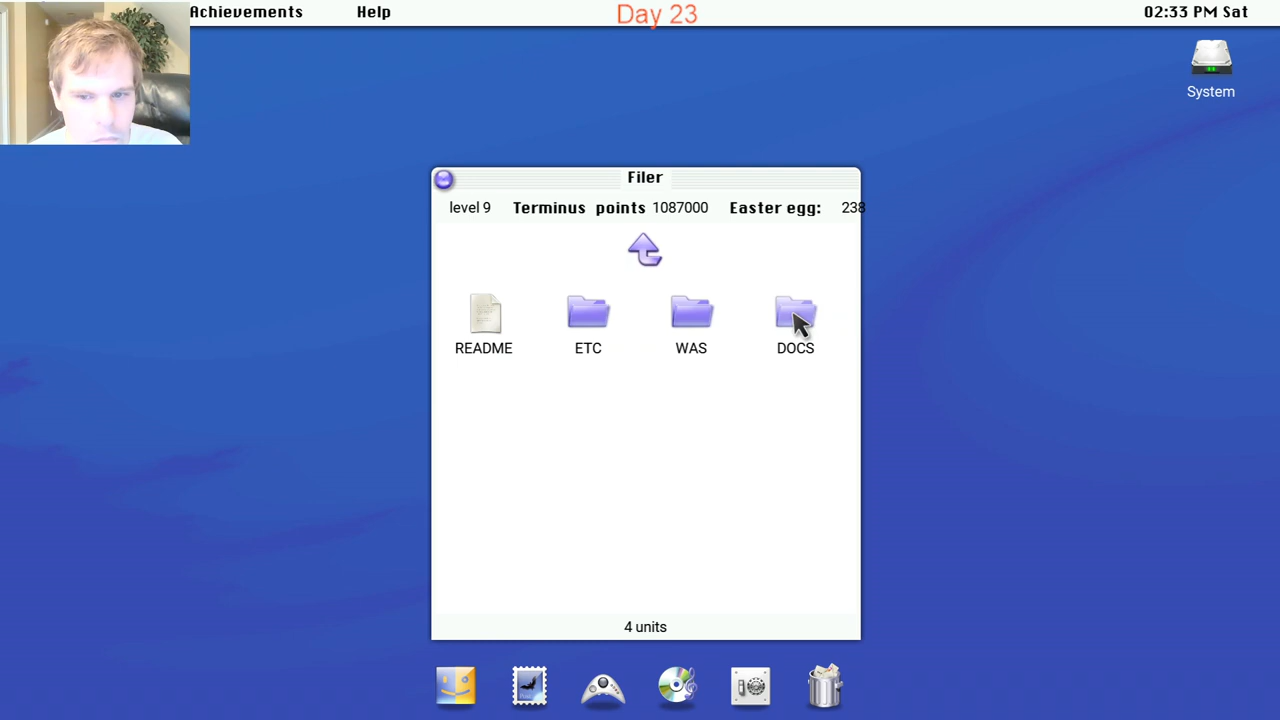 Achievements Help Day 23 02:33 PM Sat
System
Filer
level 9 Terminus points 1087000 Easter egg: 238
README ETC WAS DOCS
4 units